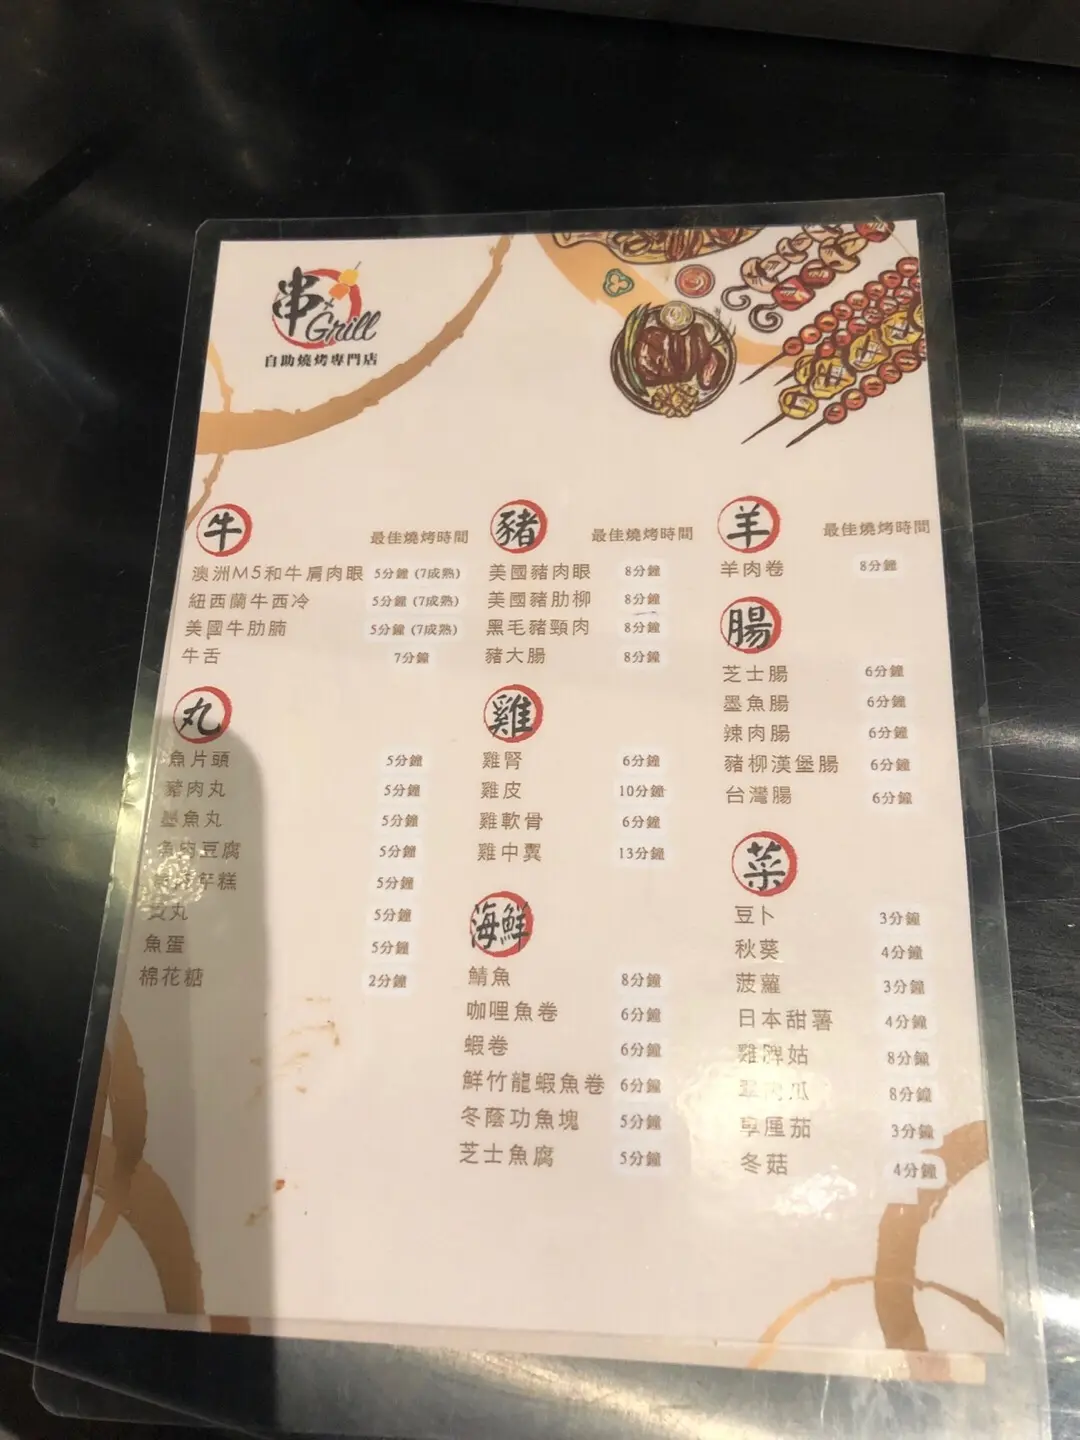 串 Grill
自助燒烤專門店
牛 最佳燒烤時間
澳洲M5和牛肩肉眼 5分鐘 (7成熟)
紐西蘭牛西冷 5分鐘 (7成熟)
美國牛肋腩 5分鐘 (7成熟)
牛舌 7分鐘
丸
魚片頭 5分鐘
豬肉丸 5分鐘
墨魚丸 5分鐘
魚肉豆腐 5分鐘
5分鐘
丸 5分鐘
魚蛋 5分鐘
棉花糖 2分鐘
豬 最佳燒烤時間
美國豬肉眼 8分鐘
美國豬肋柳 8分鐘
黑毛豬頸肉 8分鐘
豬大腸 8分鐘
雞
雞腎 6分鐘
雞皮 10分鐘
雞軟骨 6分鐘
雞中翼 13分鐘
海鮮
鯖魚 8分鐘
咖哩魚卷 6分鐘
蝦卷 6分鐘
鮮竹龍蝦魚卷 6分鐘
冬蔭功魚塊 5分鐘
芝士魚腐 5分鐘
羊 最佳燒烤時間
羊肉卷 8分鐘
腸
芝士腸 6分鐘
墨魚腸 6分鐘
辣肉腸 6分鐘
豬柳漢堡腸 6分鐘
台灣腸 6分鐘
菜
豆卜 3分鐘
秋葵 4分鐘
菠蘿 3分鐘
日本甜薯 4分鐘
雞脾菇 8分鐘
瓜 8分鐘
茄 3分鐘
冬菇 4分鐘